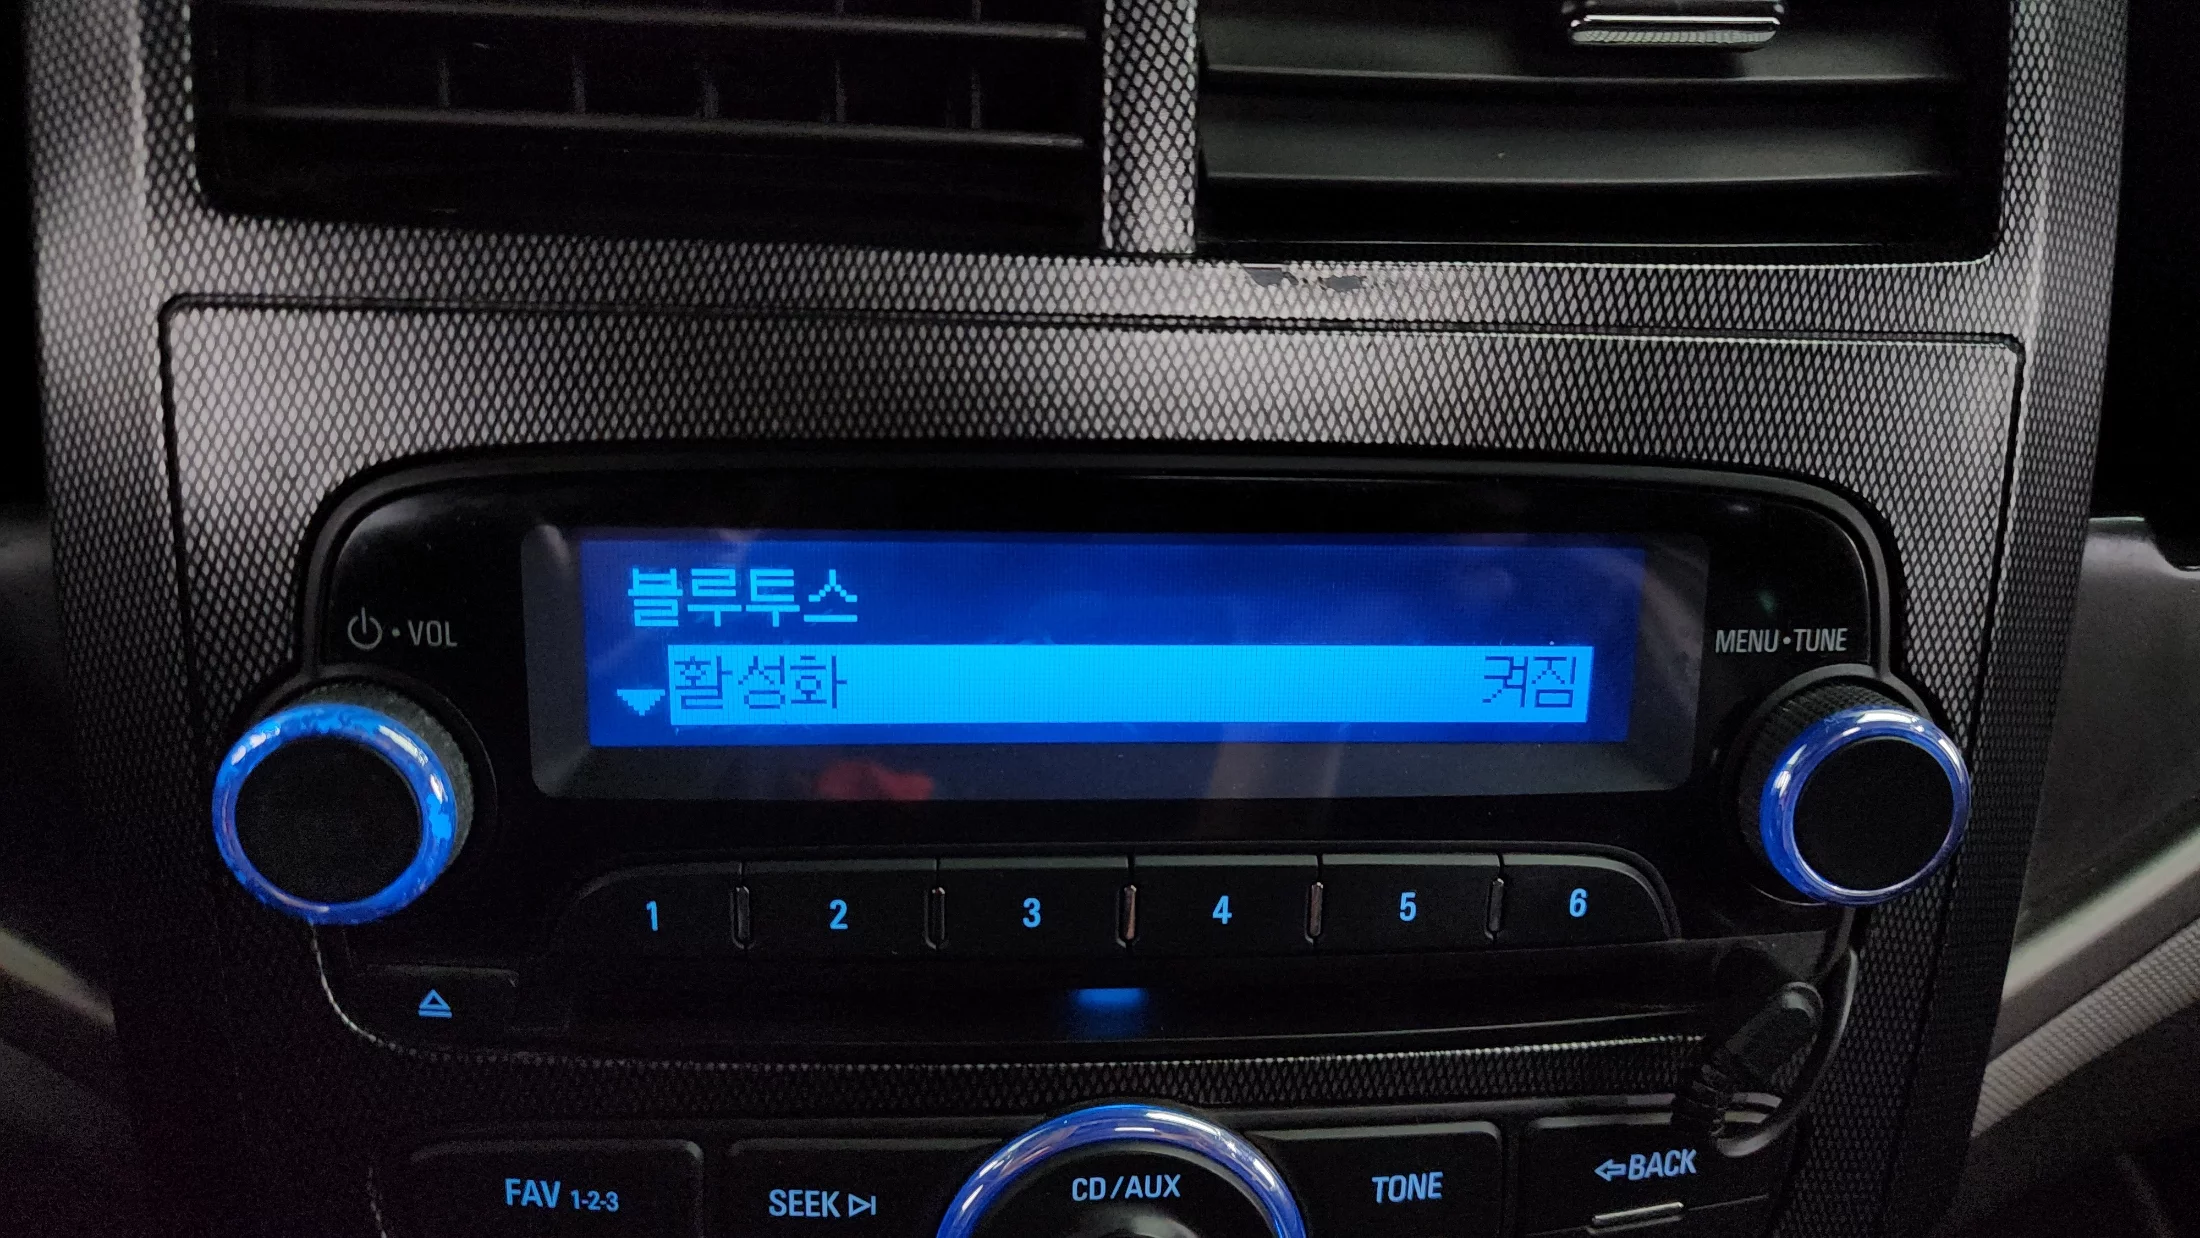 블루투스
활성화 켜짐
VOL
MENU•TUNE
1 2 3 4 5 6
FAV 1-2-3
SEEK
CD/AUX
TONE
BACK